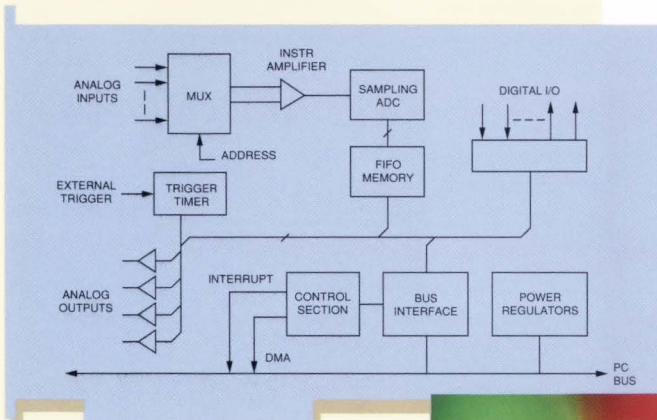 ANALOG
INPUTS
MUX
INSTR
AMPLIFIER
SAMPLING
ADC
DIGITAL I/O
ADDRESS
FIFO
MEMORY
EXTERNAL
TRIGGER
TRIGGER
TIMER
ANALOG
OUTPUTS
INTERRUPT
CONTROL
SECTION
BUS
INTERFACE
POWER
REGULATORS
DMA
PC
BUS